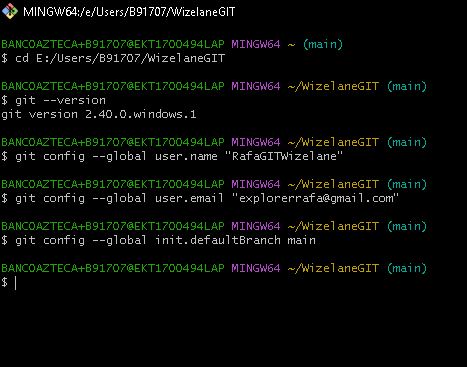 MINGW64:/e/Users/B91707/WizelaneGIT
BANCOAZTECA+B91707@EKT1700494LAP MINGW64 ~ (main)
$ cd E:/Users/B91707/WizelaneGIT
BANCOAZTECA+B91707@EKT1700494LAP MINGW64 ~/WizelaneGIT (main)
$ git --version
git version 2.40.0.windows.1
BANCOAZTECA+B91707@EKT1700494LAP MINGW64 ~/WizelaneGIT (main)
$ git config --global user.name "RafaGITWizelane"
BANCOAZTECA+B91707@EKT1700494LAP MINGW64 ~/WizelaneGIT (main)
$ git config --global user.email "explorerrafa@gmail.com"
BANCOAZTECA+B91707@EKT1700494LAP MINGW64 ~/WizelaneGIT (main)
$ git config --global init.defaultBranch main
BANCOAZTECA+B91707@EKT1700494LAP MINGW64 ~/WizelaneGIT (main)
$